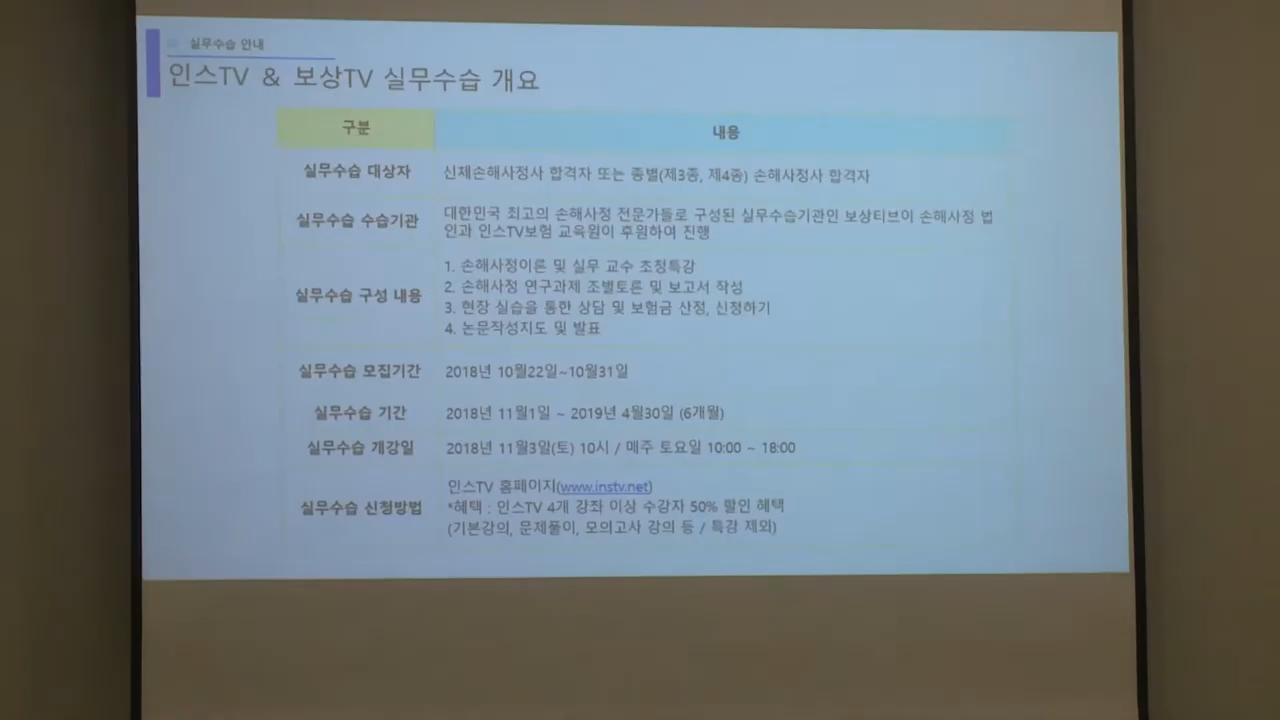 실무수습 안내
인스TV & 보상TV 실무수습 개요
구분
내용
실무수습 대상자
신체손해사정사 합격자 또는 종별(제3종, 제4종) 손해사정사 합격자
실무수습 수습기관
대한민국 최고의 손해사정 전문가들로 구성된 실무수습기관인 보상티브이 손해사정 법
인과 인스TV보험 교육원이 후원하여 진행
실무수습 구성 내용
1. 손해사정이론 및 실무 교수 초청특강
2. 손해사정 연구과제 조별토론 및 보고서 작성
3. 현장 실습을 통한 상담 및 보험금 산정, 신청하기
4. 논문작성지도 및 발표
실무수습 모집기간
2018년 10월22일~10월31일
실무수습 기간
2018년 11월1일 ~ 2019년 4월30일 (6개월)
실무수습 개강일
2018년 11월3일(토) 10시 / 매주 토요일 10:00 ~ 18:00
실무수습 신청방법
인스TV 홈페이지(www.instv.net)
*혜택 : 인스TV 4개 강좌 이상 수강자 50% 할인 혜택
(기본강의, 문제풀이, 모의고사 강의 등 / 특강 제외)